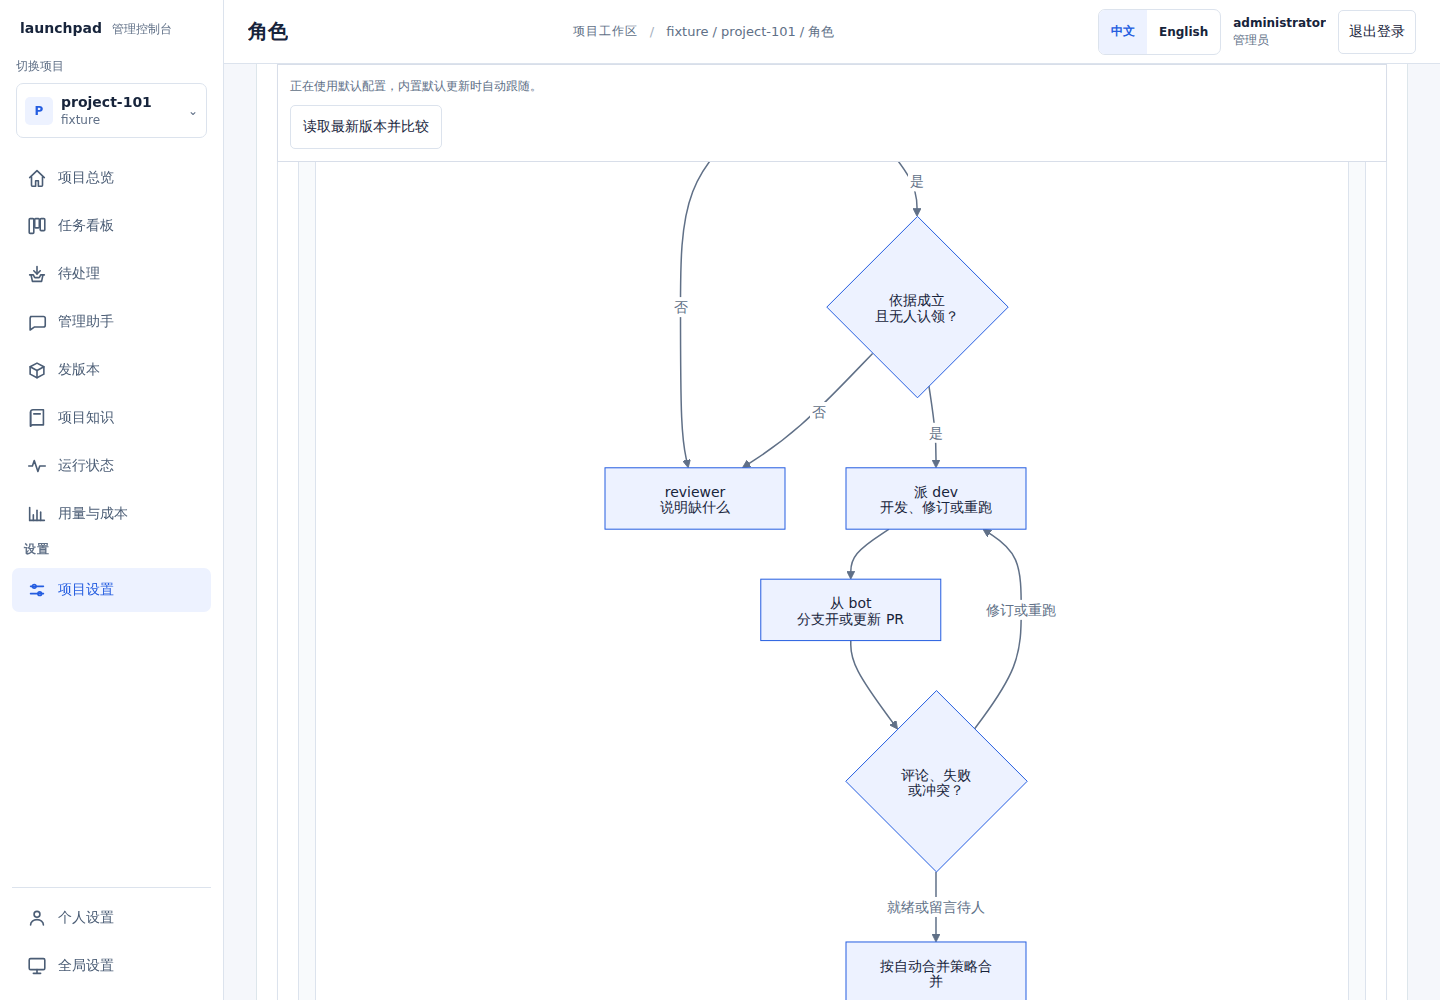 launchpad 管理控制台
切换项目
P
project-101
fixture
项目总览
任务看板
待处理
管理助手
发版本
项目知识
运行状态
用量与成本
设置
项目设置
个人设置
全局设置
角色
项目工作区 / fixture / project-101 / 角色
中文 English
administrator
管理员
退出登录
正在使用默认配置，内置默认更新时自动跟随。
读取最新版本并比较
是
依据成立
且无人认领？
否
否
是
reviewer
说明缺什么
派 dev
开发、修订或重跑
从 bot
分支开或更新 PR
修订或重跑
评论、失败
或冲突？
就绪或留言待人
按自动合并策略合
并